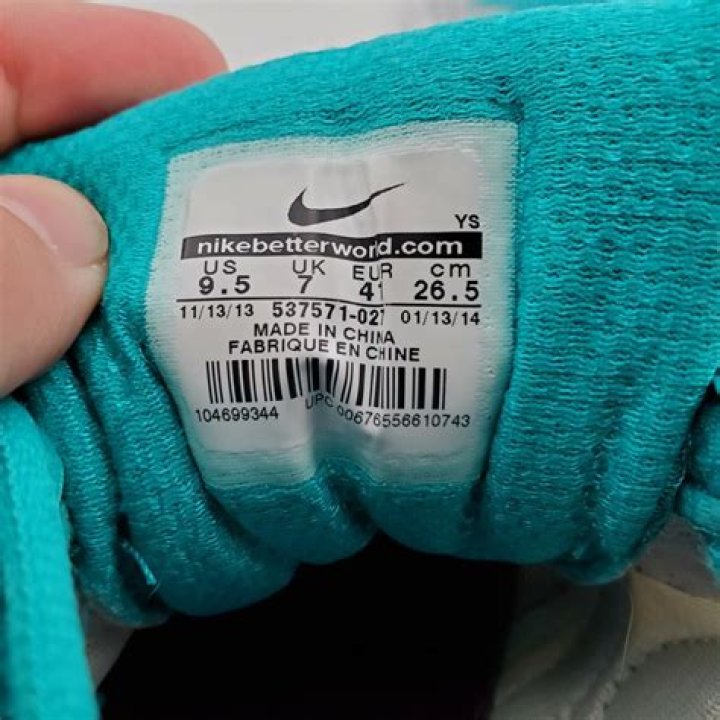 YS
nikebetterworld.com
US UK EUR cm
9.5 7 41 26.5
11/13/13 537571-027 01/13/14
MADE IN CHINA
FABRIQUE EN CHINE
104699344 UPC 00676556610743